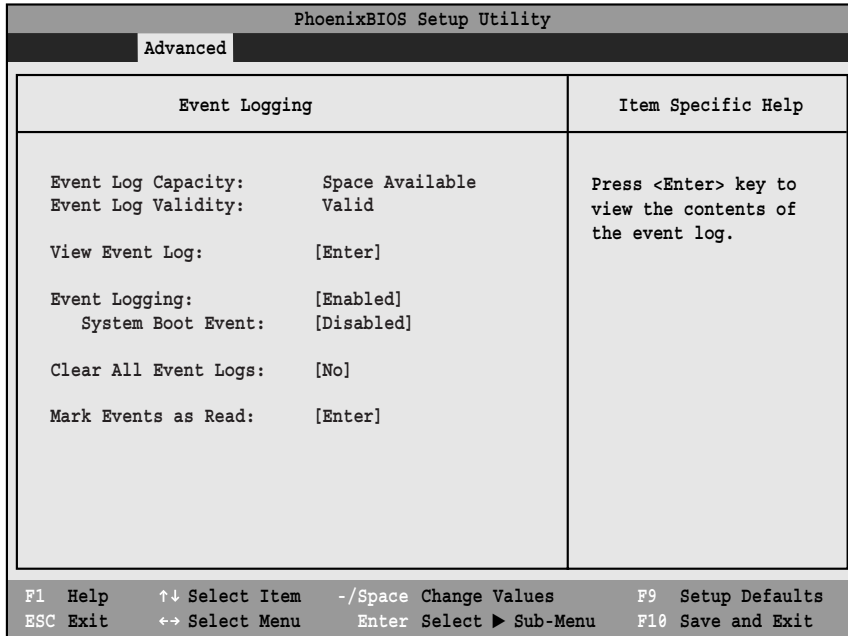 PhoenixBIOS Setup Utility
Advanced
Event Logging
Item Specific Help
Event Log Capacity: Space Available
Event Log Validity: Valid
View Event Log: [Enter]
Event Logging: [Enabled]
System Boot Event: [Disabled]
Clear All Event Logs: [No]
Mark Events as Read: [Enter]
Press <Enter> key to
view the contents of
the event log.
F1 Help ↑↓ Select Item -/Space Change Values F9 Setup Defaults
ESC Exit ←→ Select Menu Enter Select ▶ Sub-Menu F10 Save and Exit